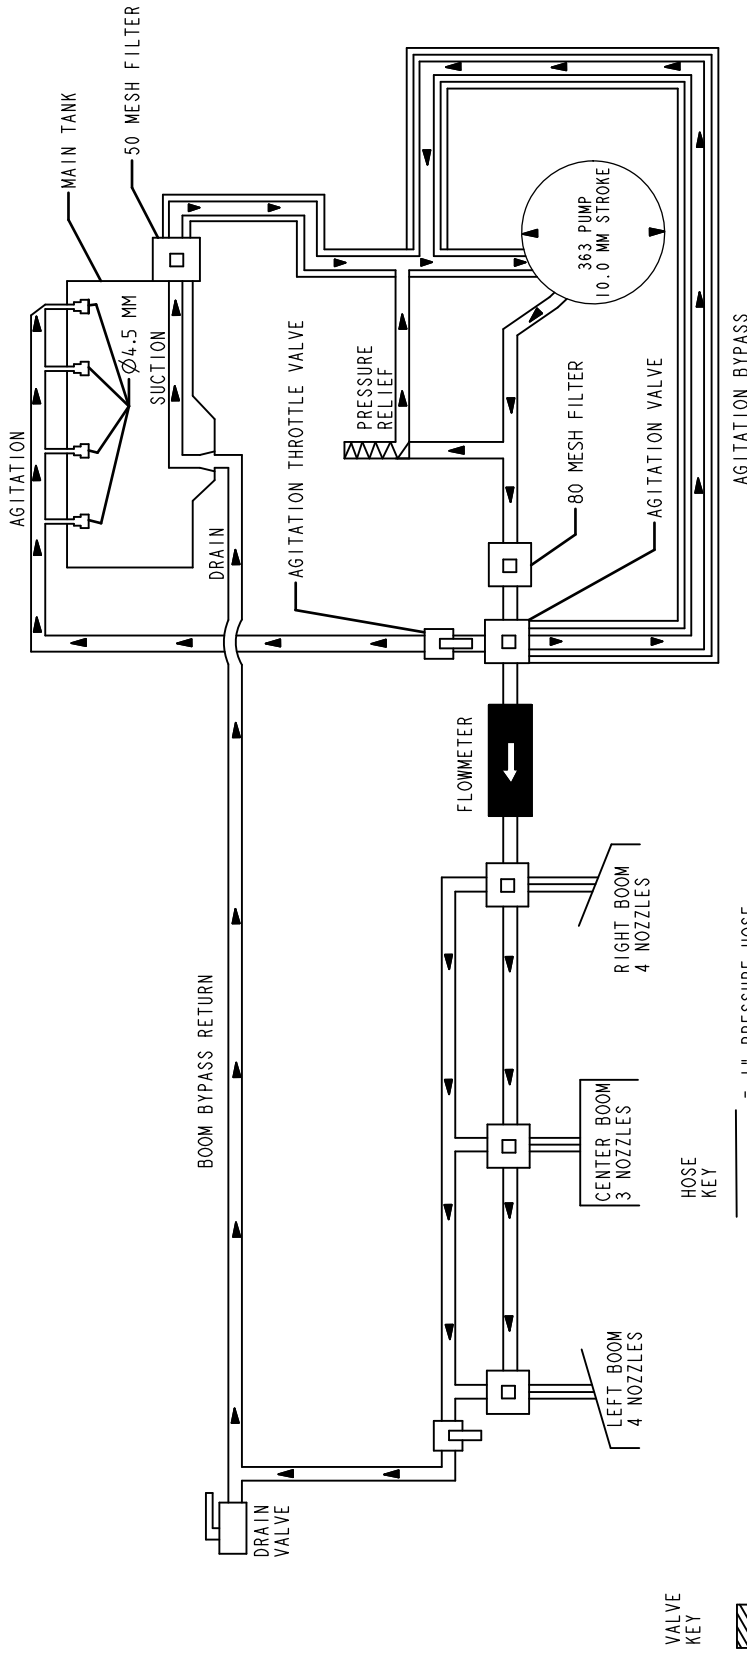 50 MESH FILTER
MAIN TANK
AGITATION
Ø4.5 MM
SUCTION
DRAIN
AGITATION THROTTLE VALVE
PRESSURE
RELIEF
363 PUMP
10.0 MM STROKE
80 MESH FILTER
AGITATION VALVE
AGITATION BYPASS
FLOWMETER
BOOM BYPASS RETURN
RIGHT BOOM
4 NOZZLES
CENTER BOOM
3 NOZZLES
LEFT BOOM
4 NOZZLES
DRAIN
VALVE
HOSE
KEY
PRESSURE HOSE
VALVE
KEY